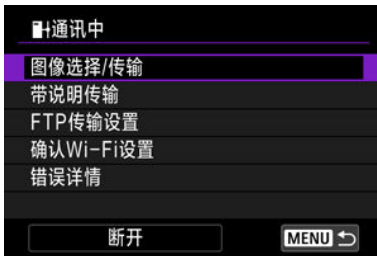 通讯中
图像选择/传输
带说明传输
FTP传输设置
确认Wi-Fi设置
错误详情
断开
MENU